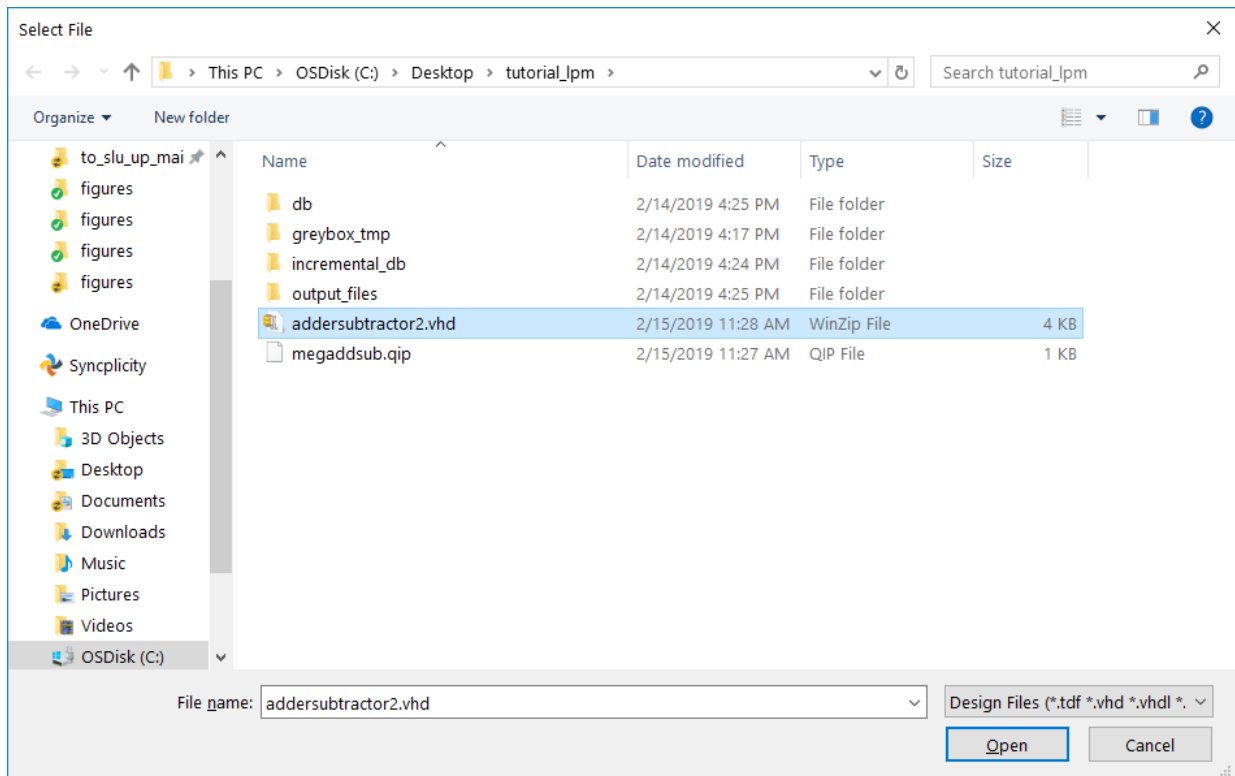 Select File
This PC > OSDisk (C:) > Desktop > tutorial_lpm >
Search tutorial_lpm
Organize
New folder
to_slu_up_mai
figures
figures
figures
figures
OneDrive
Syncplicity
This PC
3D Objects
Desktop
Documents
Downloads
Music
Pictures
Videos
OSDisk (C:)
Name Date modified Type Size
db 2/14/2019 4:25 PM File folder
greybox_tmp 2/14/2019 4:17 PM File folder
incremental_db 2/14/2019 4:24 PM File folder
output_files 2/14/2019 4:25 PM File folder
addersubtractor2.vhd 2/15/2019 11:28 AM WinZip File 4 KB
megaddsub.qip 2/15/2019 11:27 AM QIP File 1 KB
File name: addersubtractor2.vhd
Design Files (*.tdf *.vhd *.vhdl *.
Open
Cancel